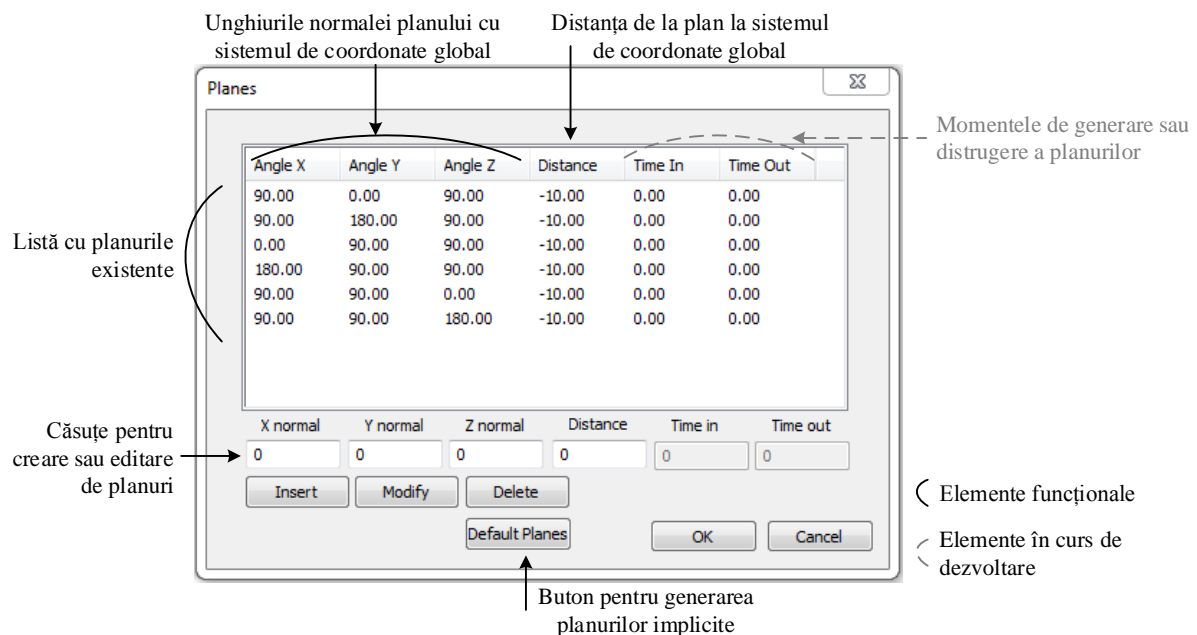 Unghiurile normalei planului cu
sistemul de coordonate global
Distanța de la plan la sistemul
de coordonate global
Planes
Momentele de generare sau
distrugere a planurilor
Angle X Angle Y Angle Z Distance Time In Time Out
90.00 0.00 90.00 -10.00 0.00 0.00
90.00 180.00 90.00 -10.00 0.00 0.00
0.00 90.00 90.00 -10.00 0.00 0.00
180.00 90.00 90.00 -10.00 0.00 0.00
90.00 90.00 0.00 -10.00 0.00 0.00
90.00 90.00 180.00 -10.00 0.00 0.00
Listă cu planurile
existente
X normal Y normal Z normal Distance Time in Time out
0 0 0 0 0 0
Căsuțe pentru
creare sau editare
de planuri
Insert Modify Delete
Default Planes OK Cancel
Elemente funcționale
Elemente în curs de
dezvoltare
Buton pentru generarea
planurilor implicite